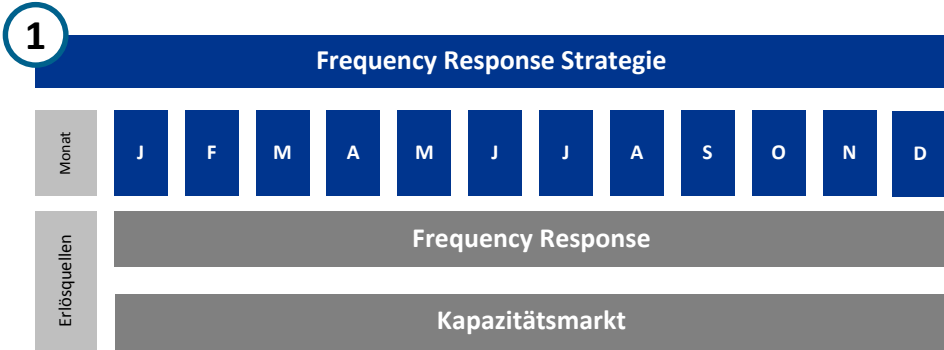 1
Frequency Response Strategie
Monat
J F M A M J J A S O N D
Erlösquellen
Frequency Response
Kapazitätsmarkt